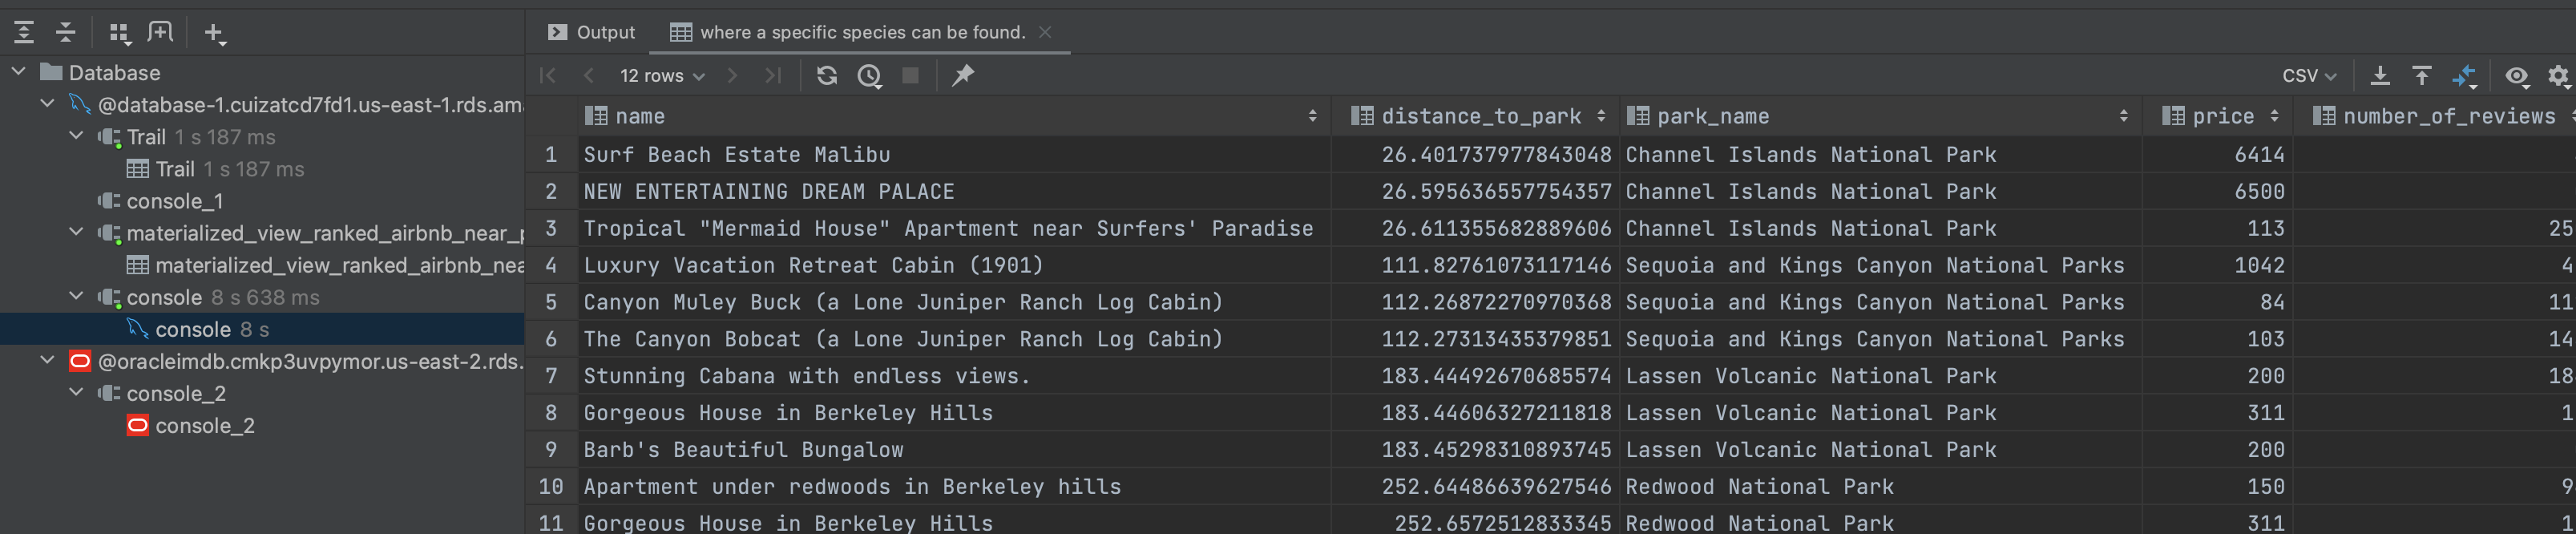 Output
where a specific species can be found.
12 rows
CSV
Database
@database-1.cuizatcd7fd1.us-east-1.rds.ama
Trail 1 s 187 ms
Trail 1 s 187 ms
console_1
materialized_view_ranked_airbnb_near_p
materialized_view_ranked_airbnb_nea
console 8 s 638 ms
console 8 s
@oracleimdb.cmkp3uvpymor.us-east-2.rds.
console_2
console_2
name distance_to_park park_name price number_of_reviews
1 Surf Beach Estate Malibu 26.401737977843048 Channel Islands National Park 6414
2 NEW ENTERTAINING DREAM PALACE 26.595636557754357 Channel Islands National Park 6500
3 Tropical "Mermaid House" Apartment near Surfers' Paradise 26.611355682889606 Channel Islands National Park 113 25
4 Luxury Vacation Retreat Cabin (1901) 111.82761073117146 Sequoia and Kings Canyon National Parks 1042 4
5 Canyon Muley Buck (a Lone Juniper Ranch Log Cabin) 112.26872270970368 Sequoia and Kings Canyon National Parks 84 11
6 The Canyon Bobcat (a Lone Juniper Ranch Log Cabin) 112.27313435379851 Sequoia and Kings Canyon National Parks 103 14
7 Stunning Cabana with endless views. 183.44492670685574 Lassen Volcanic National Park 200 18
8 Gorgeous House in Berkeley Hills 183.44606327211818 Lassen Volcanic National Park 311 1
9 Barb's Beautiful Bungalow 183.45298310893745 Lassen Volcanic National Park 200
10 Apartment under redwoods in Berkeley hills 252.64486639627546 Redwood National Park 150 9
11 Gorgeous House in Berkeley Hills 252.6572512833345 Redwood National Park 311 1